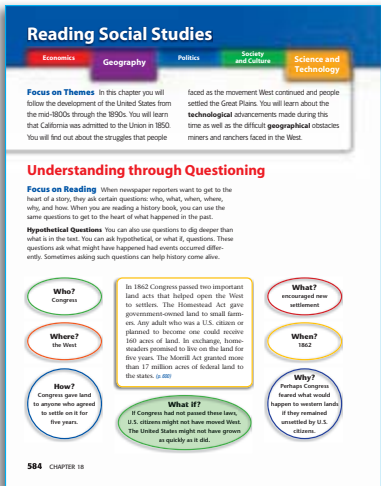 Reading Social Studies
Economics
Geography
Politics
Society
and Culture
Science and
Technology
Focus on Themes In this chapter you will
follow the development of the United States from
the mid-1800s through the 1890s. You will learn
that California was admitted to the Union in 1850.
You will find out about the struggles that people
faced as the movement West continued and people
settled the Great Plains. You will learn about the
technological advancements made during this
time as well as the difficult geographical obstacles
miners and ranchers faced in the West.
Understanding through Questioning
Focus on Reading When newspaper reporters want to get to the
heart of a story, they ask certain questions: who, what, when, where,
why, and how. When you are reading a history book, you can use the
same questions to get to the heart of what happened in the past.
Hypothetical Questions You can also use questions to dig deeper than
what is in the text. You can ask hypothetical, or what if, questions. These
questions ask what might have happened had events occurred differ-
ently. Sometimes asking such questions can help history come alive.
Who?
Congress
Where?
the West
How?
Congress gave land
to anyone who agreed
to settle on it for
five years.
In 1862 Congress passed two important
land acts that helped open the West
to settlers. The Homestead Act gave
government-owned land to small farm-
ers. Any adult who was a U.S. citizen or
planned to become one could receive
160 acres of land. In exchange, home-
steaders promised to live on the land for
five years. The Morrill Act granted more
than 17 million acres of federal land to
the states. (p.600)
What if?
If Congress had not passed these laws,
U.S. citizens might not have moved West.
The United States might not have grown
as quickly as it did.
What?
encouraged new
settlement
When?
1862
Why?
Perhaps Congress
feared what would
happen to western lands
if they remained
unsettled by U.S.
citizens.
584 CHAPTER 18